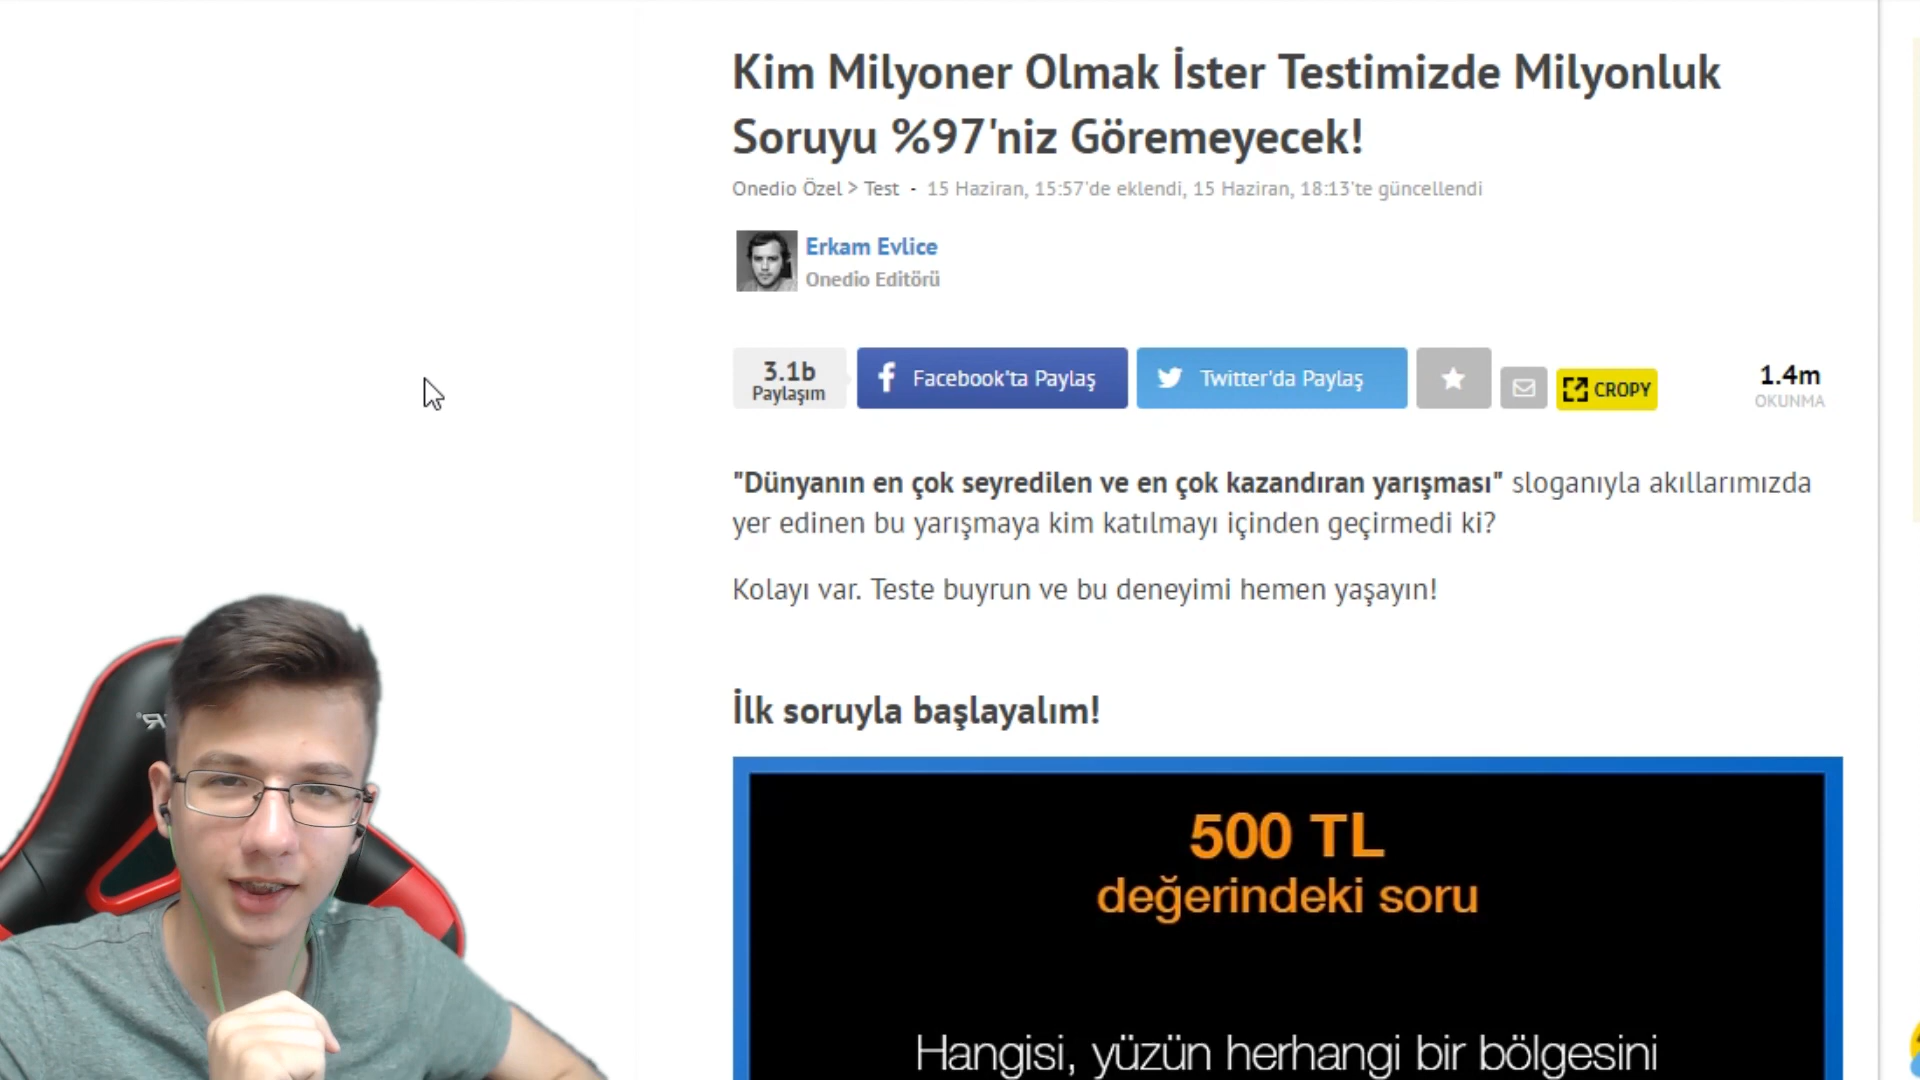 Kim Milyoner Olmak İster Testimizde Milyonluk
Soruyu %97'niz Göremeyecek!
Onedio Özel > Test - 15 Haziran, 15:57'de eklendi, 15 Haziran, 18:13'te güncellendi
Erkam Evlice
Onedio Editörü
3.1b
Paylaşım
Facebook'ta Paylaş
Twitter'da Paylaş
CROPY
1.4m
OKUNMA
"Dünyanın en çok seyredilen ve en çok kazandıran yarışması" sloganıyla akıllarımızda
yer edinen bu yarışmaya kim katılmayı içinden geçirmedi ki?
Kolayı var. Teste buyrun ve bu deneyimi hemen yaşayın!
İlk soruyla başlayalım!
500 TL
değerindeki soru
Hangisi, yüzün herhangi bir bölgesini